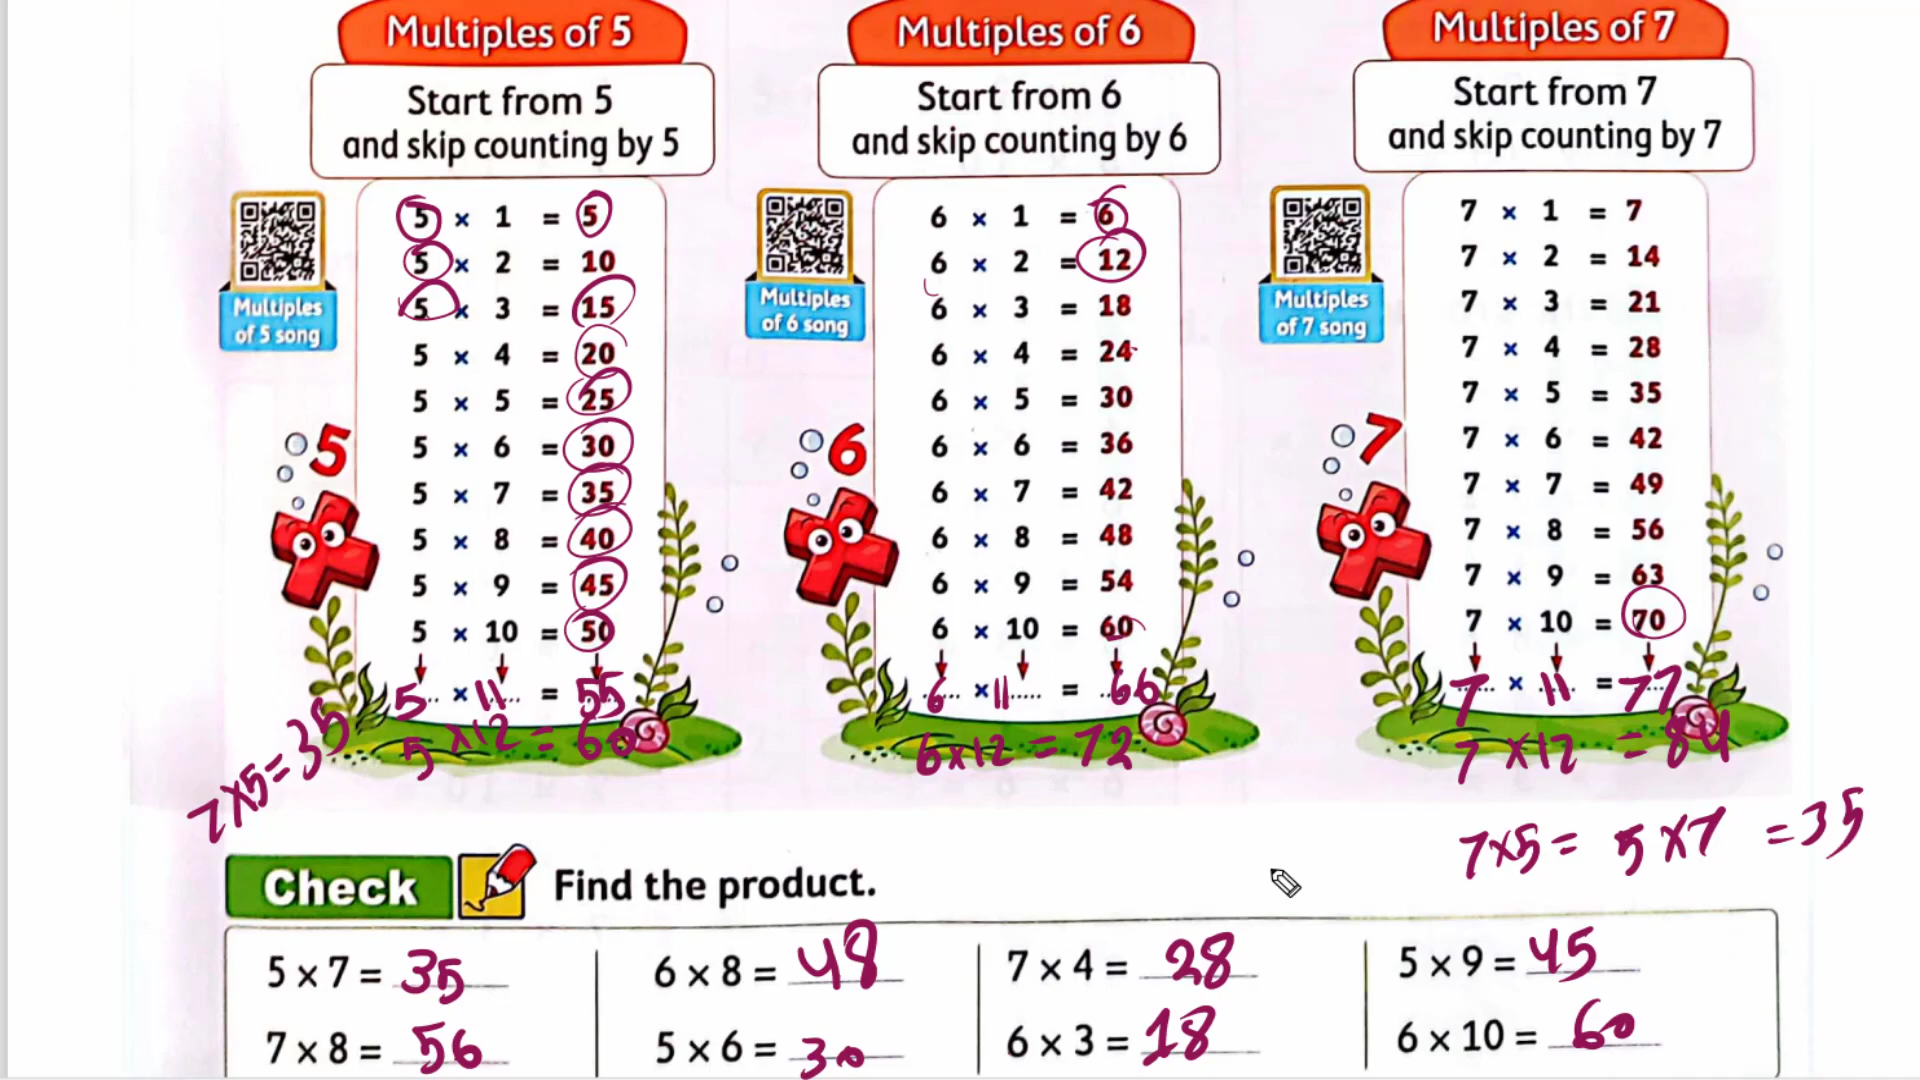 Multiples of 5
Start from 5
and skip counting by 5
Multiples
of 5 song
5 × 1 = 5
5 × 2 = 10
5 × 3 = 15
5 × 4 = 20
5 × 5 = 25
5 × 6 = 30
5 × 7 = 35
5 × 8 = 40
5 × 9 = 45
5 × 10 = 50
5 × 11 = 55
5 × 12 = 60
5
7 × 5 = 35
Multiples of 6
Start from 6
and skip counting by 6
Multiples
of 6 song
6 × 1 = 6
6 × 2 = 12
6 × 3 = 18
6 × 4 = 24
6 × 5 = 30
6 × 6 = 36
6 × 7 = 42
6 × 8 = 48
6 × 9 = 54
6 × 10 = 60
6 × 11 = 66
6 × 12 = 72
6
Multiples of 7
Start from 7
and skip counting by 7
Multiples
of 7 song
7 × 1 = 7
7 × 2 = 14
7 × 3 = 21
7 × 4 = 28
7 × 5 = 35
7 × 6 = 42
7 × 7 = 49
7 × 8 = 56
7 × 9 = 63
7 × 10 = 70
7 × 11 = 77
7 × 12 = 84
7
7 × 5 = 5 × 7 = 35
Check Find the product.
5 × 7 = 35 6 × 8 = 48 7 × 4 = 28 5 × 9 = 45
7 × 8 = 56 5 × 6 = 30 6 × 3 = 18 6 × 10 = 60